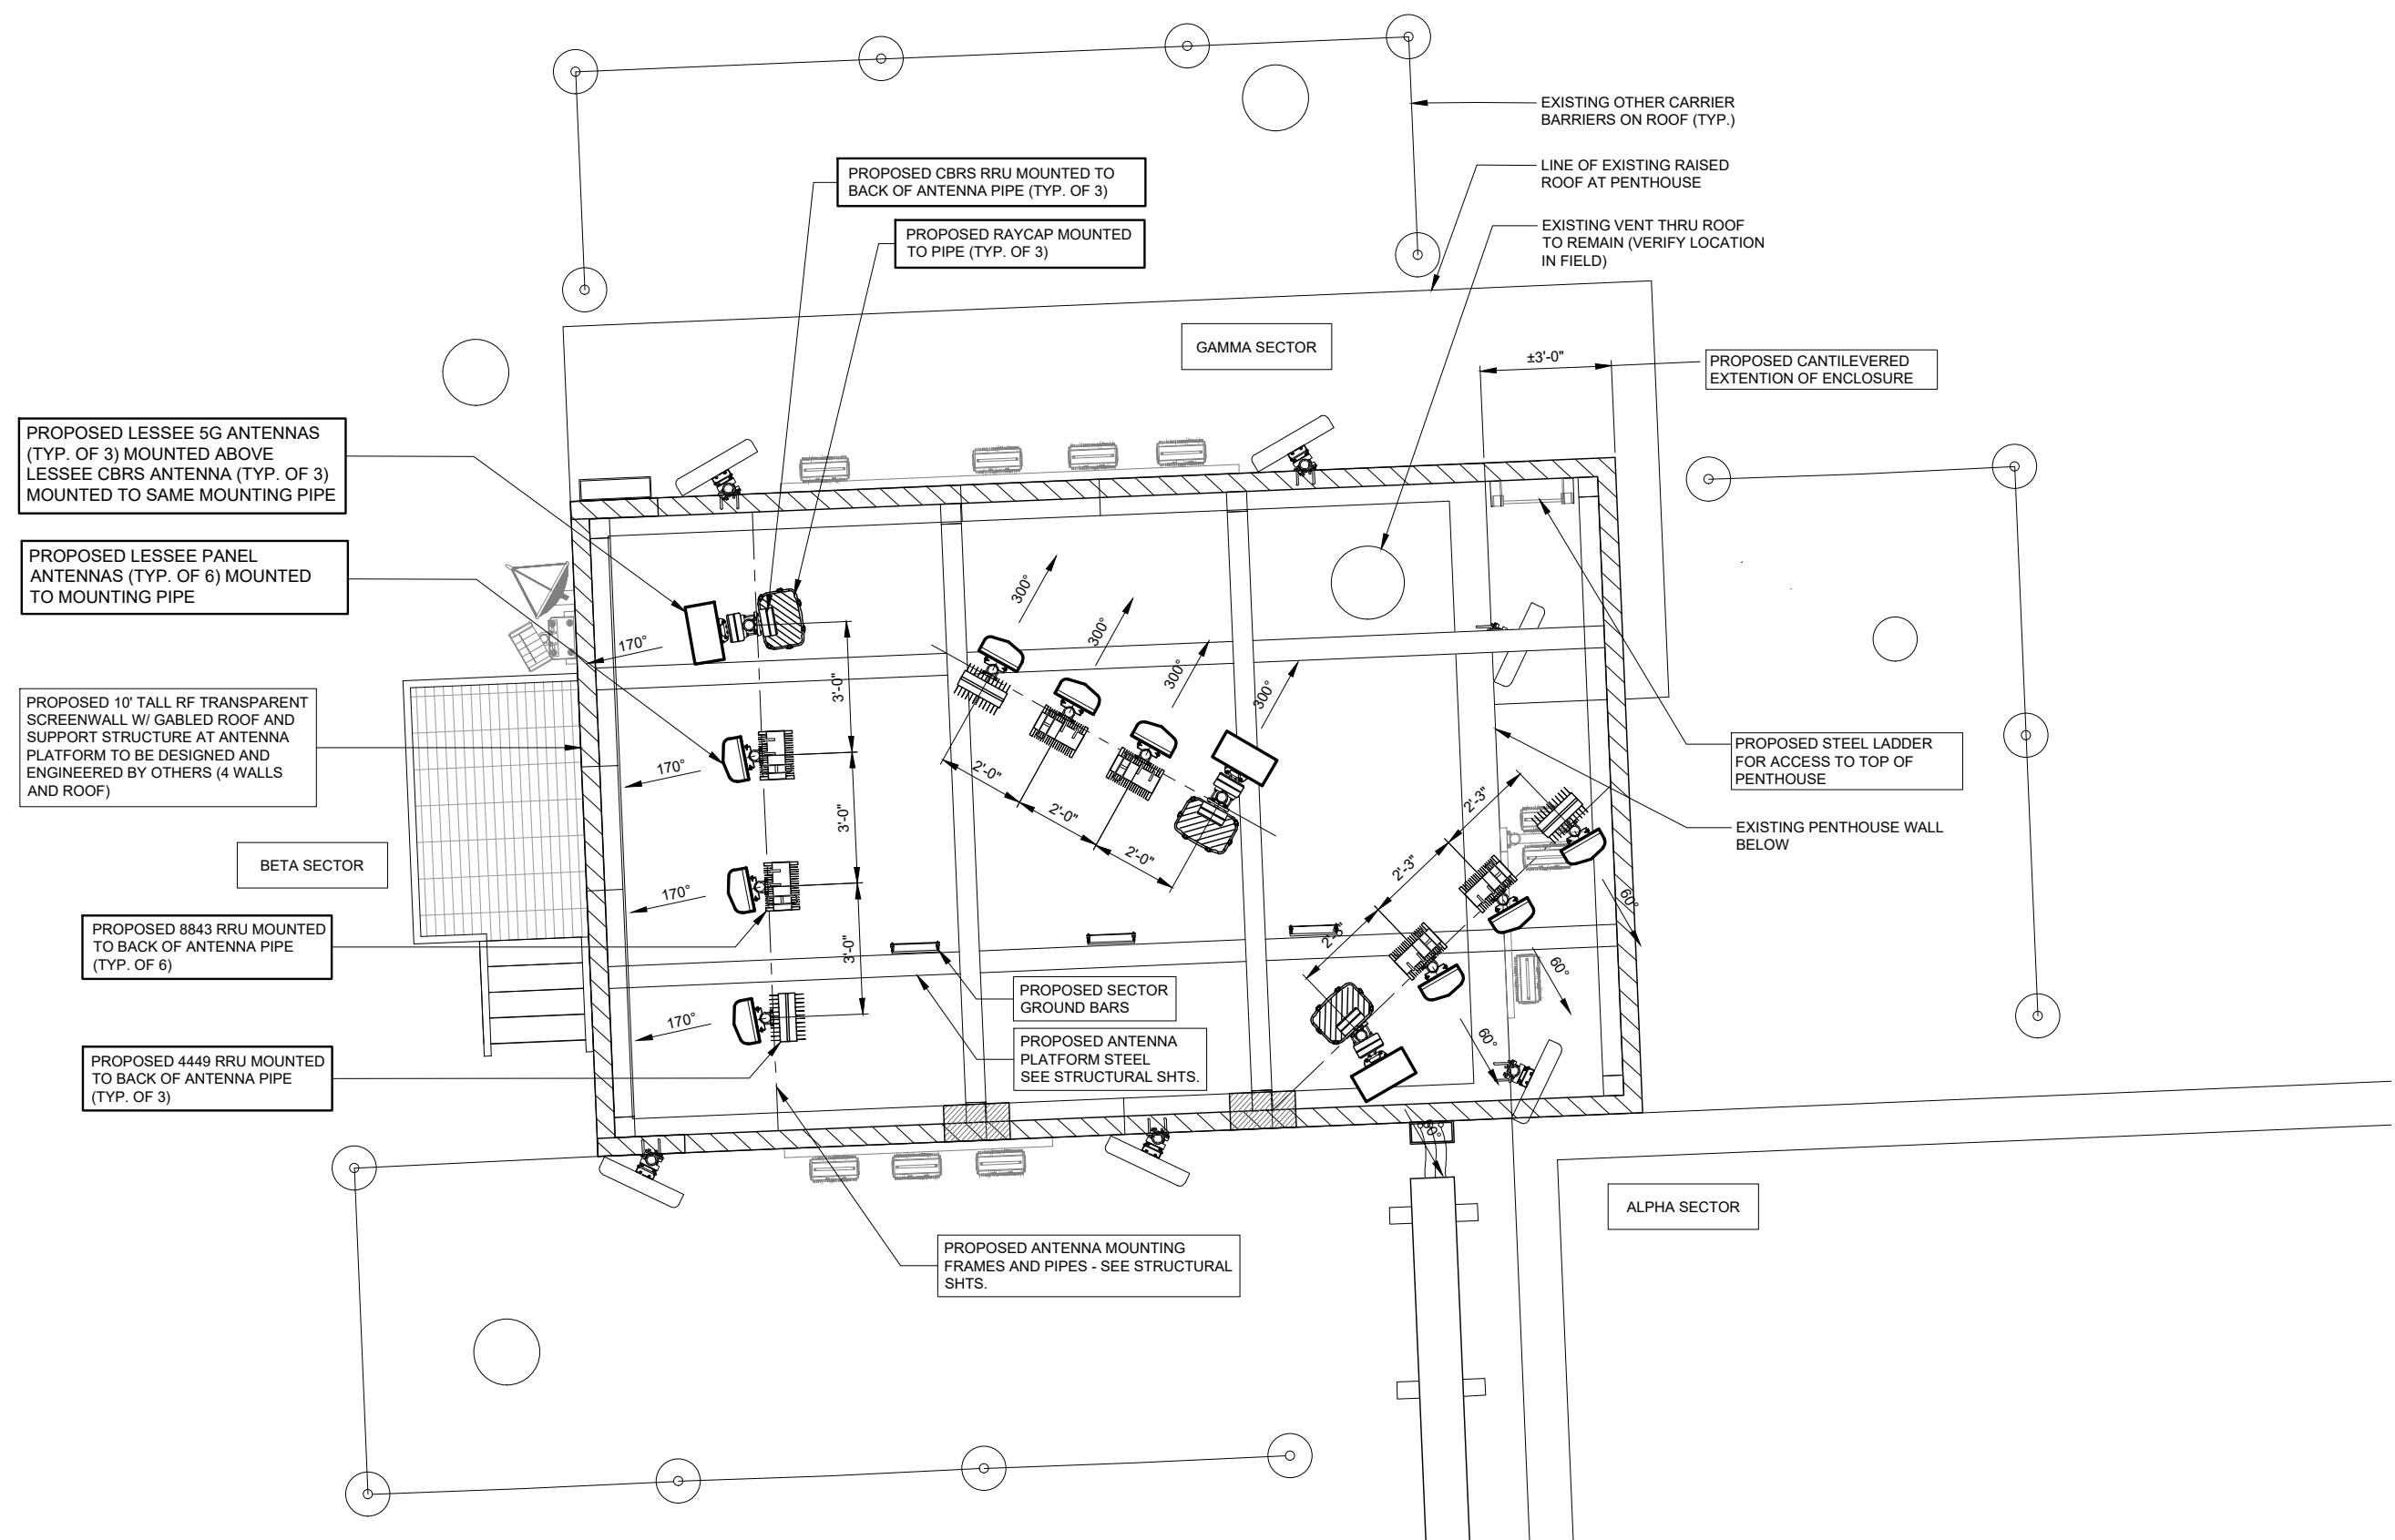 EXISTING OTHER CARRIER
BARRIERS ON ROOF (TYP.)
LINE OF EXISTING RAISED
ROOF AT PENTHOUSE
EXISTING VENT THRU ROOF
TO REMAIN (VERIFY LOCATION
IN FIELD)
PROPOSED CBRS RRU MOUNTED TO
BACK OF ANTENNA PIPE (TYP. OF 3)
PROPOSED RAYCAP MOUNTED
TO PIPE (TYP. OF 3)
GAMMA SECTOR
±3'-0"
PROPOSED CANTILEVERED
EXTENTION OF ENCLOSURE
PROPOSED LESSEE 5G ANTENNAS
(TYP. OF 3) MOUNTED ABOVE
LESSEE CBRS ANTENNA (TYP. OF 3)
MOUNTED TO SAME MOUNTING PIPE
PROPOSED LESSEE PANEL
ANTENNAS (TYP. OF 6) MOUNTED
TO MOUNTING PIPE
PROPOSED 10' TALL RF TRANSPARENT
SCREENWALL W/ GABLED ROOF AND
SUPPORT STRUCTURE AT ANTENNA
PLATFORM TO BE DESIGNED AND
ENGINEERED BY OTHERS (4 WALLS
AND ROOF)
BETA SECTOR
PROPOSED 8843 RRU MOUNTED
TO BACK OF ANTENNA PIPE
(TYP. OF 6)
PROPOSED 4449 RRU MOUNTED
TO BACK OF ANTENNA PIPE
(TYP. OF 3)
170°
170°
170°
170°
3'-0"
3'-0"
3'-0"
300°
300°
300°
300°
2'-0"
2'-0"
2'-0"
2'-3"
2'-3"
60°
60°
60°
PROPOSED STEEL LADDER
FOR ACCESS TO TOP OF
PENTHOUSE
EXISTING PENTHOUSE WALL
BELOW
PROPOSED SECTOR
GROUND BARS
PROPOSED ANTENNA
PLATFORM STEEL
SEE STRUCTURAL SHTS.
ALPHA SECTOR
PROPOSED ANTENNA MOUNTING
FRAMES AND PIPES - SEE STRUCTURAL
SHTS.